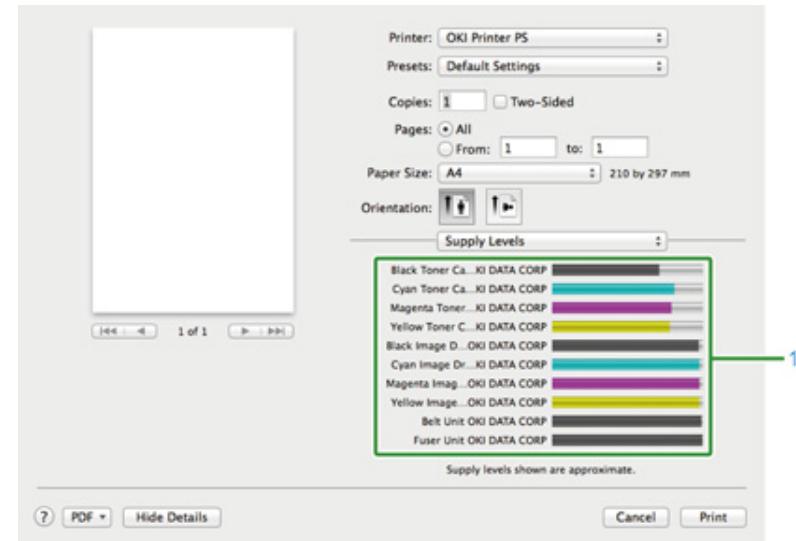 Printer: OKI Printer PS
Presets: Default Settings
Copies: 1 Two-Sided
Pages: All
From: 1 to: 1
Paper Size: A4 210 by 297 mm
Orientation:
Supply Levels
Black Toner Ca...KI DATA CORP
Cyan Toner Ca...KI DATA CORP
Magenta Toner...KI DATA CORP
Yellow Toner C...KI DATA CORP
Black Image D...OKI DATA CORP
Cyan Image Dr...KI DATA CORP
Magenta Imag...OKI DATA CORP
Yellow Image...OKI DATA CORP
Belt Unit OKI DATA CORP
Fuser Unit OKI DATA CORP
1
1 of 1
Supply levels shown are approximate.
? PDF Hide Details Cancel Print